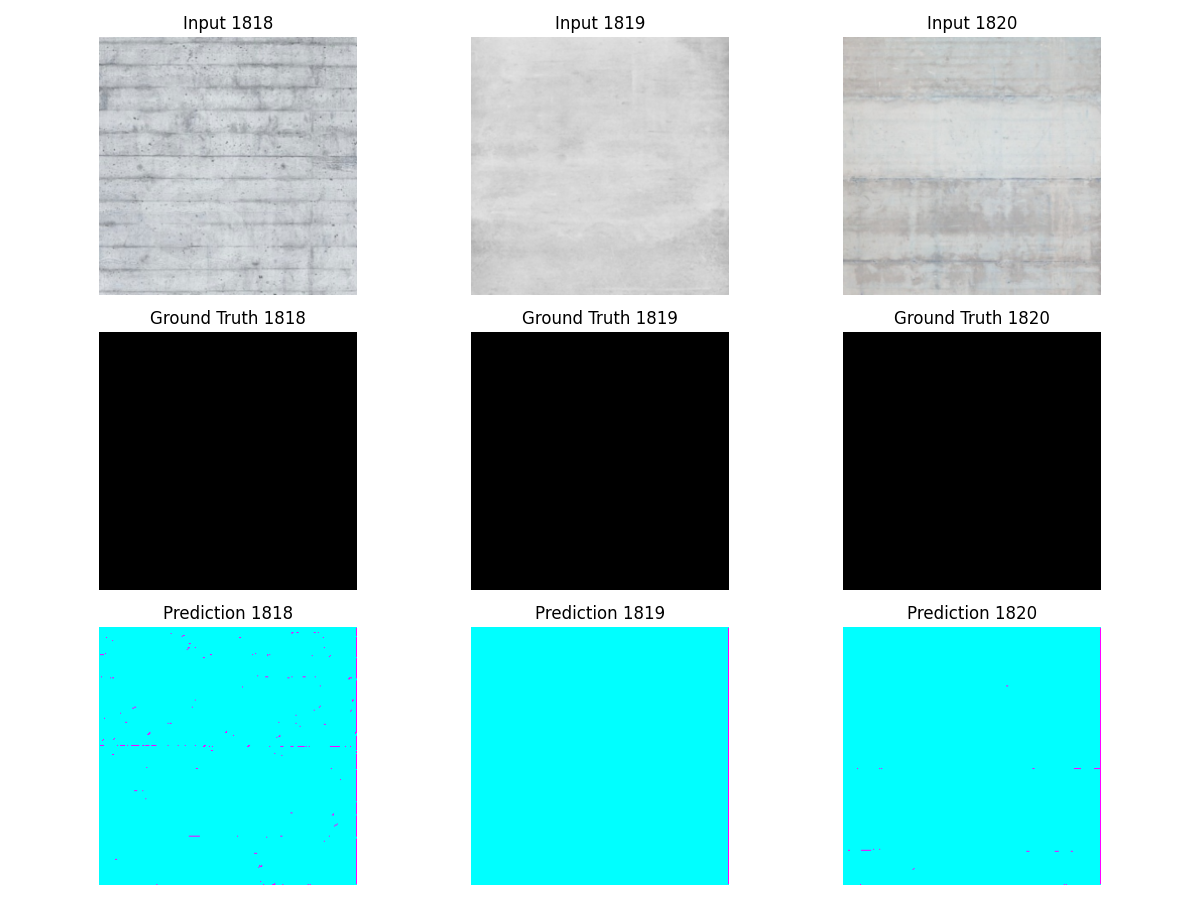 Input 1818
Input 1819
Input 1820
Ground Truth 1818
Ground Truth 1819
Ground Truth 1820
Prediction 1818
Prediction 1819
Prediction 1820